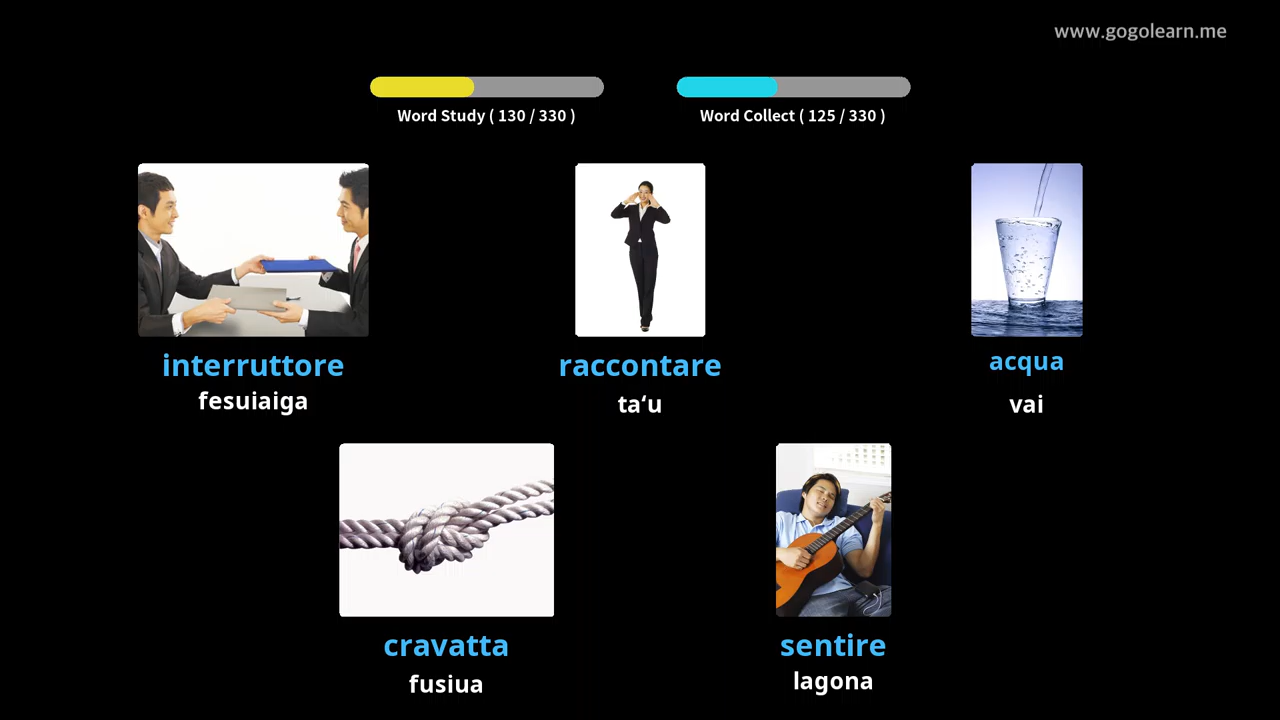 www.gogolearn.me
Word Study ( 130 / 330 )
Word Collect ( 125 / 330 )
interruttore
fesuiaiga
raccontare
taʻu
acqua
vai
cravatta
fusiua
sentire
lagona